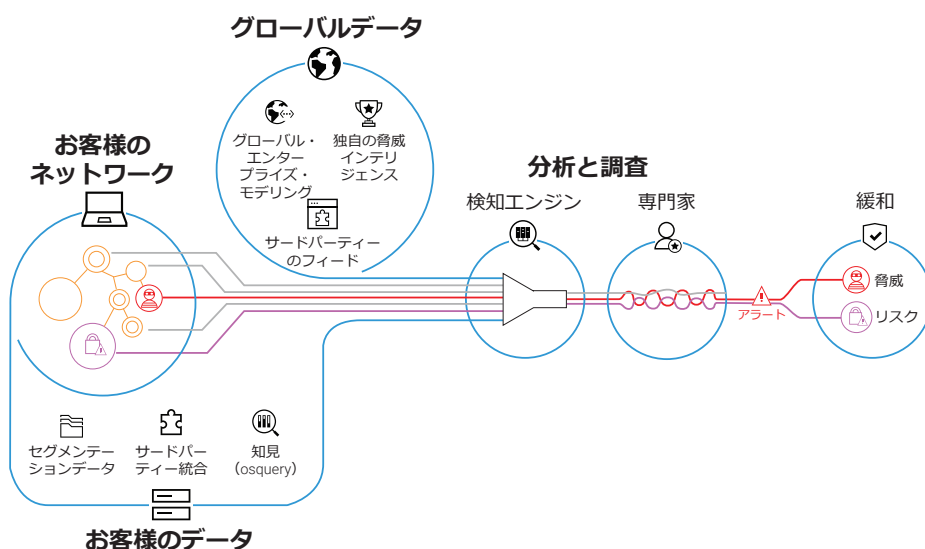 グローバルデータ
グローバル・
エンター
プライズ・
モデリング
独自の脅威
インテリ
ジェンス
サードパーティー
のフィード
お客様の
ネットワーク
分析と調査
検知エンジン
専門家
緩和
アラート
脅威
リスク
セグメンテー
ションデータ
サードパー
ティー統合
知見
(osquery)
お客様のデータ